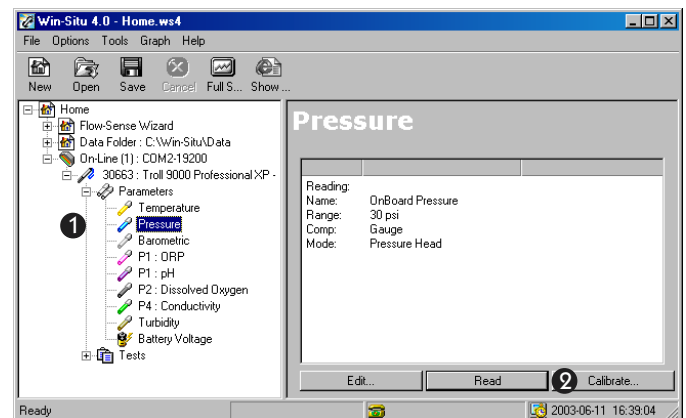 Win-Situ 4.0 - Home.ws4
File Options Tools Graph Help
New Open Save Cancel Full S... Show ...
Home
Flow-Sense Wizard
Data Folder : C:\Win-Situ\Data
On-Line (1) : COM2-19200
30663 : Troll 9000 Professional XP -
Parameters
Temperature
1
Pressure
Barometric
P1 : ORP
P1 : pH
P2 : Dissolved Oxygen
P4 : Conductivity
Turbidity
Battery Voltage
Tests
Pressure
Reading:
Name: OnBoard Pressure
Range: 30 psi
Comp: Gauge
Mode: Pressure Head
Edit... Read 2 Calibrate...
Ready 2003-06-11 16:39:04